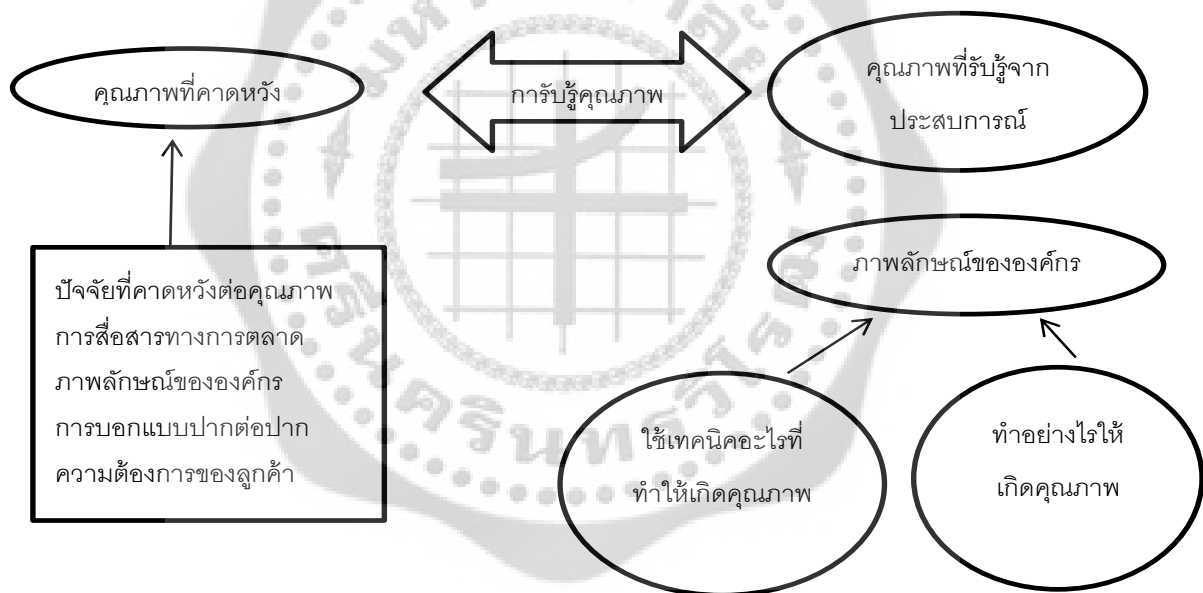 คุณภาพที่คาดหวัง
การับรู้คุณภาพ
คุณภาพที่รับรู้จาก
ประสบการณ์
ภาพลักษณ์ขององค์กร
ปัจจัยที่คาดหวังต่อคุณภาพ
การสื่อสารทางการตลาด
ภาพลักษณ์ขององค์กร
การบอกแบบปากต่อปาก
ความต้องการของลูกค้า
ใช้เทคนิคอะไรที่
ทำให้เกิดคุณภาพ
ทำอย่างไรให้
เกิดคุณภาพ